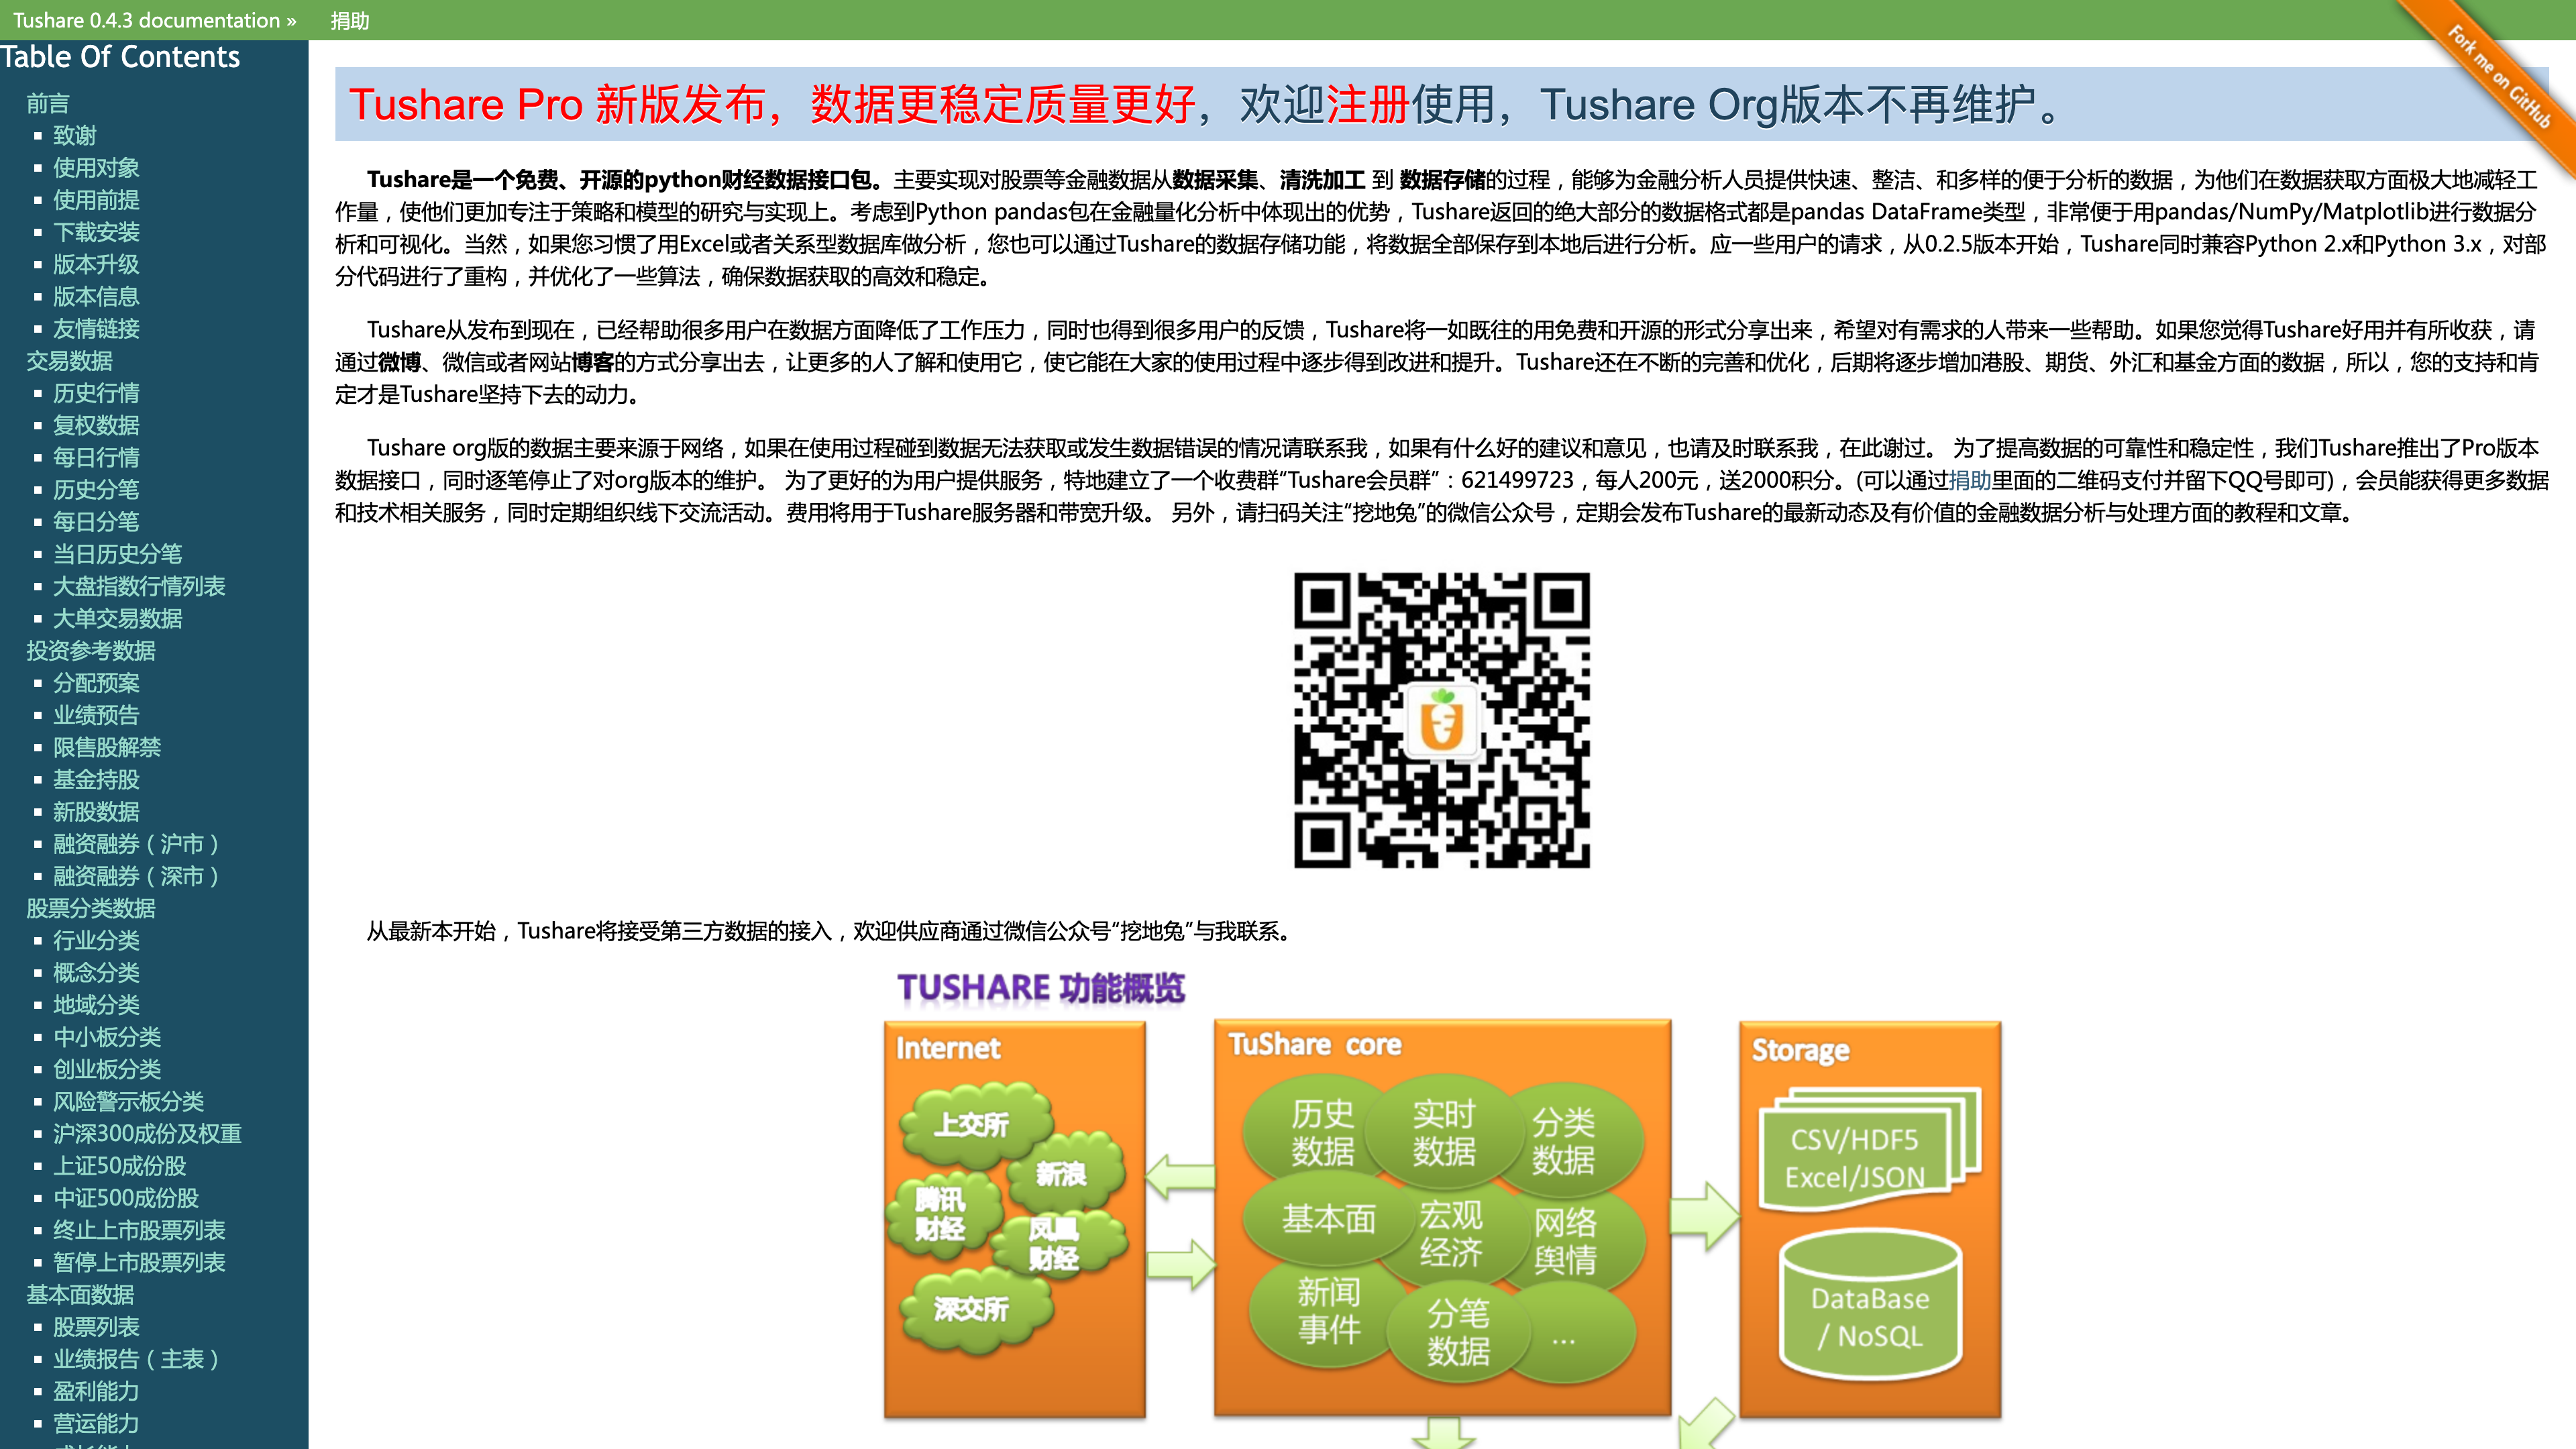 Tushare 0.4.3 documentation »
捐助
Fork me on GitHub
Table Of Contents
前言
致谢
使用对象
使用前提
下载安装
版本升级
版本信息
友情链接
交易数据
历史行情
复权数据
每日行情
历史分笔
每日分笔
当日历史分笔
大盘指数行情列表
大单交易数据
投资参考数据
分配预案
业绩预告
限售股解禁
基金持股
新股数据
融资融券（沪市）
融资融券（深市）
股票分类数据
行业分类
概念分类
地域分类
中小板分类
创业板分类
风险警示板分类
沪深300成份及权重
上证50成份股
中证500成份股
终止上市股票列表
暂停上市股票列表
基本面数据
股票列表
业绩报告（主表）
盈利能力
营运能力
Tushare Pro 新版发布，数据更稳定质量更好，欢迎注册使用，Tushare Org版本不再维护。
Tushare是一个免费、开源的python财经数据接口包。主要实现对股票等金融数据从数据采集、清洗加工 到 数据存储的过程，能够为金融分析人员提供快速、整洁、和多样的便于分析的数据，为他们在数据获取方面极大地减轻工
作量，使他们更加专注于策略和模型的研究与实现上。考虑到Python pandas包在金融量化分析中体现出的优势，Tushare返回的绝大部分的数据格式都是pandas DataFrame类型，非常便于用pandas/NumPy/Matplotlib进行数据分
析和可视化。当然，如果您习惯了用Excel或者关系型数据库做分析，您也可以通过Tushare的数据存储功能，将数据全部保存到本地后进行分析。应一些用户的请求，从0.2.5版本开始，Tushare同时兼容Python 2.x和Python 3.x，对部
分代码进行了重构，并优化了一些算法，确保数据获取的高效和稳定。
Tushare从发布到现在，已经帮助很多用户在数据方面降低了工作压力，同时也得到很多用户的反馈，Tushare将一如既往的用免费和开源的形式分享出来，希望对有需求的人带来一些帮助。如果您觉得Tushare好用并有所收获，请
通过微博、微信或者网站博客的方式分享出去，让更多的人了解和使用它，使它能在大家的使用过程中逐步得到改进和提升。Tushare还在不断的完善和优化，后期将逐步增加港股、期货、外汇和基金方面的数据，所以，您的支持和肯
定才是Tushare坚持下去的动力。
Tushare org版的数据主要来源于网络，如果在使用过程碰到数据无法获取或发生数据错误的情况请联系我，如果有什么好的建议和意见，也请及时联系我，在此谢过。 为了提高数据的可靠性和稳定性，我们Tushare推出了Pro版本
数据接口，同时逐笔停止了对org版本的维护。 为了更好的为用户提供服务，特地建立了一个收费群“Tushare会员群”：621499723，每人200元，送2000积分。(可以通过捐助里面的二维码支付并留下QQ号即可)，会员能获得更多数据
和技术相关服务，同时定期组织线下交流活动。费用将用于Tushare服务器和带宽升级。 另外，请扫码关注“挖地兔”的微信公众号，定期会发布Tushare的最新动态及有价值的金融数据分析与处理方面的教程和文章。
从最新本开始，Tushare将接受第三方数据的接入，欢迎供应商通过微信公众号“挖地兔”与我联系。
TUSHARE 功能概览
Internet
上交所
新浪
腾讯
财经
凤凰
财经
深交所
TuShare core
历史
数据
实时
数据
分类
数据
基本面
宏观
经济
网络
舆情
新闻
事件
分笔
数据
...
Storage
CSV/HDF5
Excel/JSON
DataBase
/ NoSQL